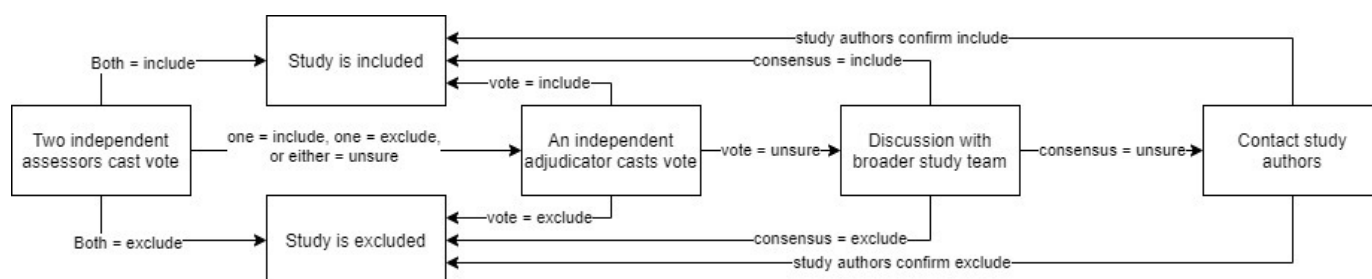 study authors confirm include
Both = include
Study is included
consensus = include
vote = include
Two independent
assessors cast vote
one = include, one = exclude,
or either = unsure
An independent
adjudicator casts vote
vote = unsure
Discussion with
broader study team
consensus = unsure
Contact study
authors
vote = exclude
Both = exclude
Study is excluded
consensus = exclude
study authors confirm exclude